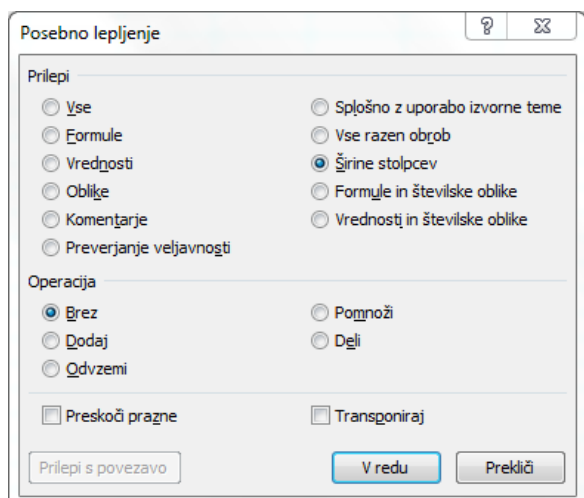 Posebno lepljenje
Prilepi
Vse
Formule
Vrednosti
Oblike
Komentarje
Preverjanje veljavnosti
Splošno z uporabo izvorne teme
Vse razen obrob
Širine stolpcev
Formule in številske oblike
Vrednosti in številske oblike
Operacija
Brez
Dodaj
Odvzemi
Pomnoži
Deli
Preskoči prazne
Transponiraj
Prilepi s povezavo
V redu
Prekliči